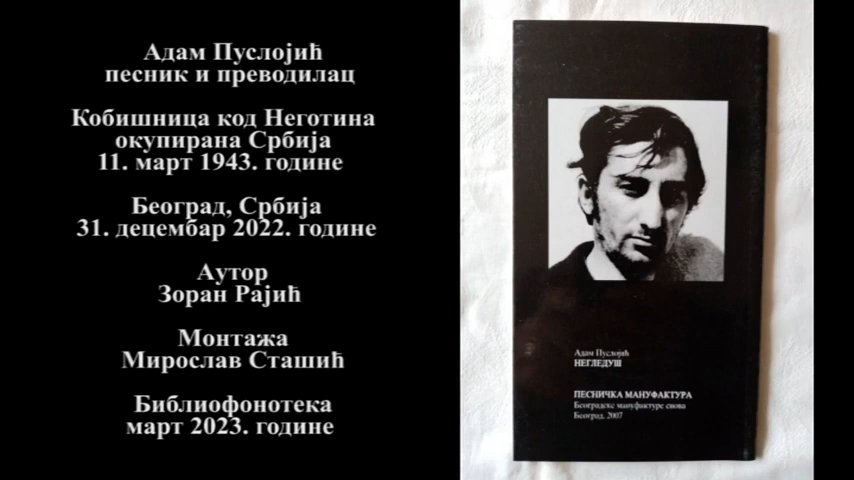 Адам Пуслојић
песник и преводилац
Кобишница код Неготина
окупирана Србија
11. март 1943. године
Београд, Србија
31. децембар 2022. године
Аутор
Зоран Рајић
Монтажа
Мирослав Сташић
Библиофонотека
март 2023. године
Адам Пуслојић
НЕГЛЕДУШ
ПЕСНИЧКА МАНУФАКТУРА
Београдске мануфактуре снова
Београд, 2007